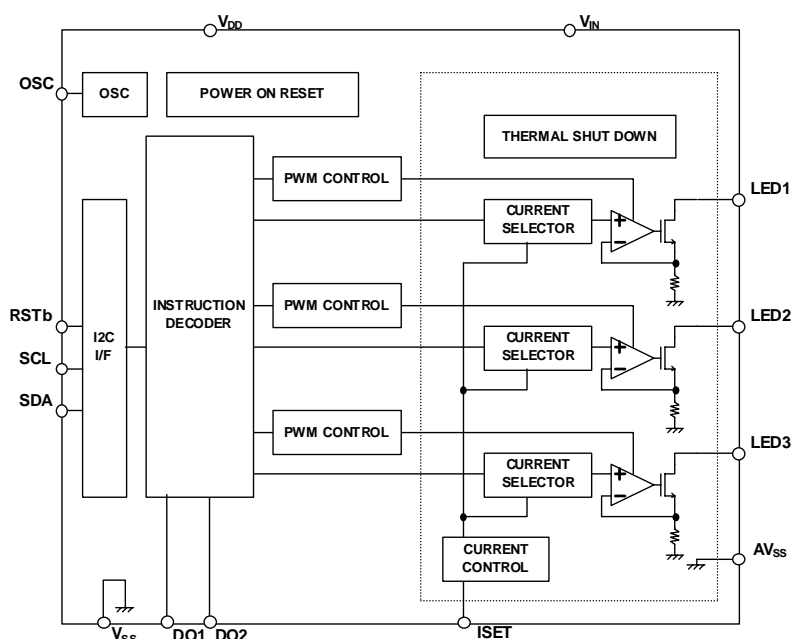 VDD
VIN
OSC
OSC
POWER ON RESET
THERMAL SHUT DOWN
PWM CONTROL
LED1
CURRENT
SELECTOR
+
−
RSTb
I2C
I/F
INSTRUCTION
DECODER
PWM CONTROL
LED2
SCL
CURRENT
SELECTOR
+
−
SDA
PWM CONTROL
LED3
CURRENT
SELECTOR
+
−
CURRENT
CONTROL
AVSS
VSS
DO1
DO2
ISET